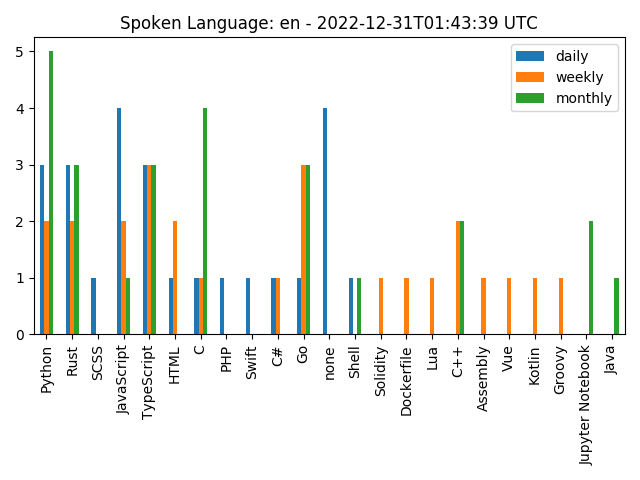 Spoken Language: en - 2022-12-31T01:43:39 UTC
daily
weekly
monthly
5
4
3
2
1
0
Python
Rust
SCSS
JavaScript
TypeScript
HTML
C
PHP
Swift
C#
Go
none
Shell
Solidity
Dockerfile
Lua
C++
Assembly
Vue
Kotlin
Groovy
Jupyter Notebook
Java